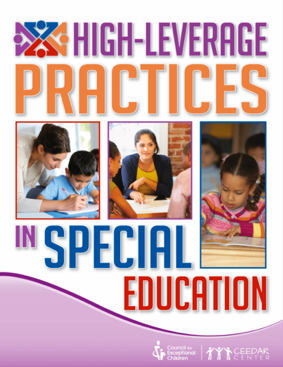 HIGH-LEVERAGE
PRACTICES
IN SPECIAL
EDUCATION
Council for
Exceptional
Children
CEEDAR
CENTER